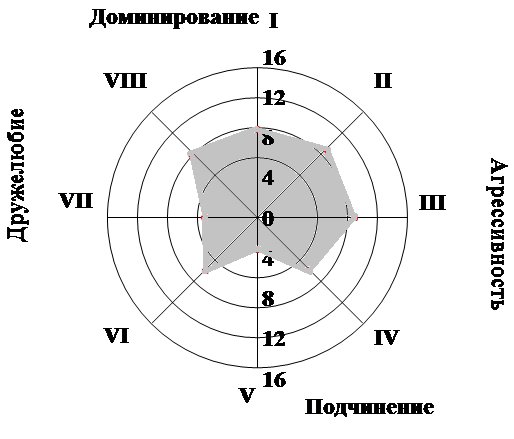 Доминирование I
16
VIII
II
12
8
Дружелюбие
4
VII
0
III
Агрессивность
4
8
VI
IV
12
16
V
Подчинение